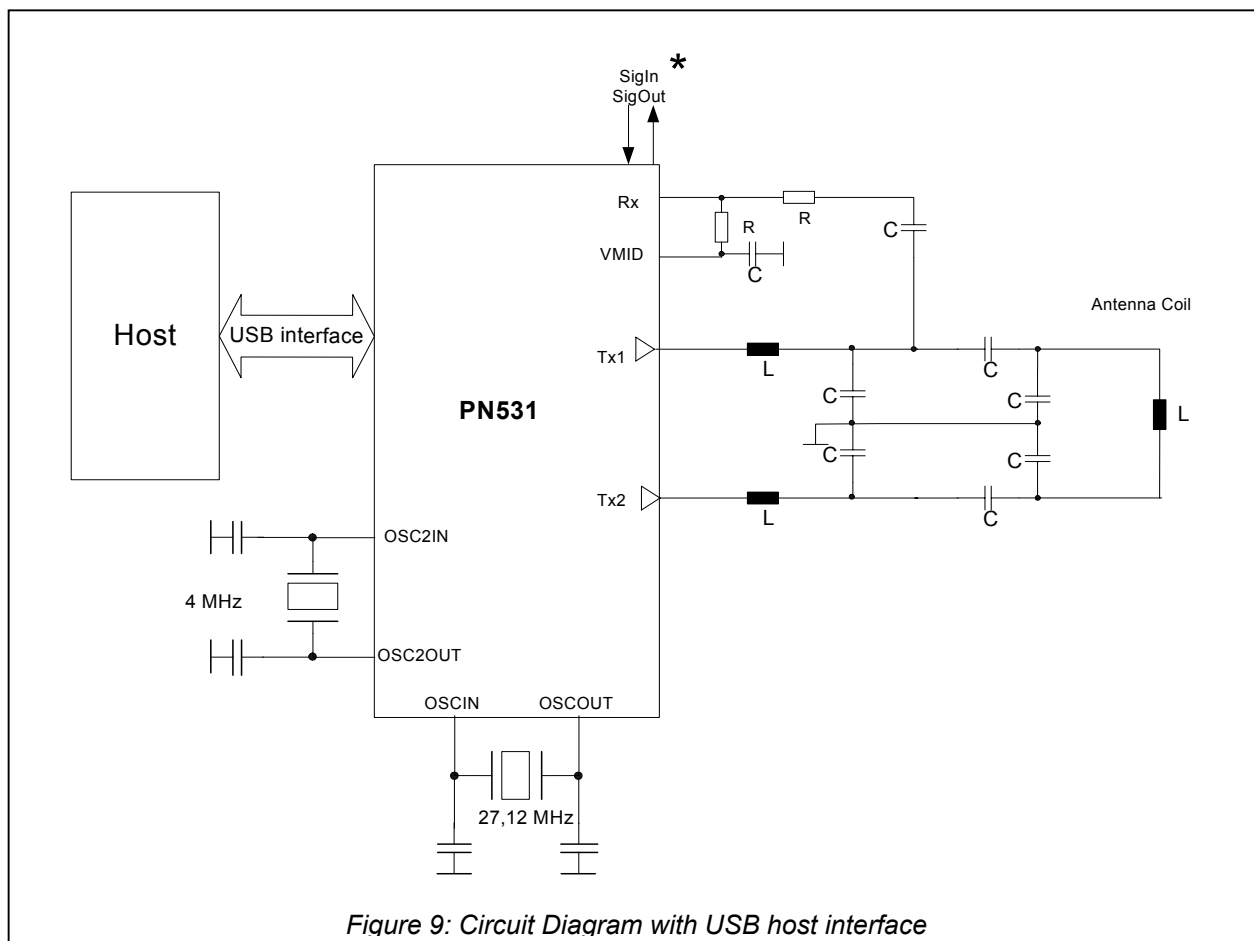 SigIn *
SigOut
Rx
R
R
C
VMID
C
Antenna Coil
Host
USB interface
Tx1
L
C
PN531
C
C
L
C
C
Tx2
L
C
OSC2IN
4 MHz
OSC2OUT
OSCIN
OSCOUT
27,12 MHz
Figure 9: Circuit Diagram with USB host interface